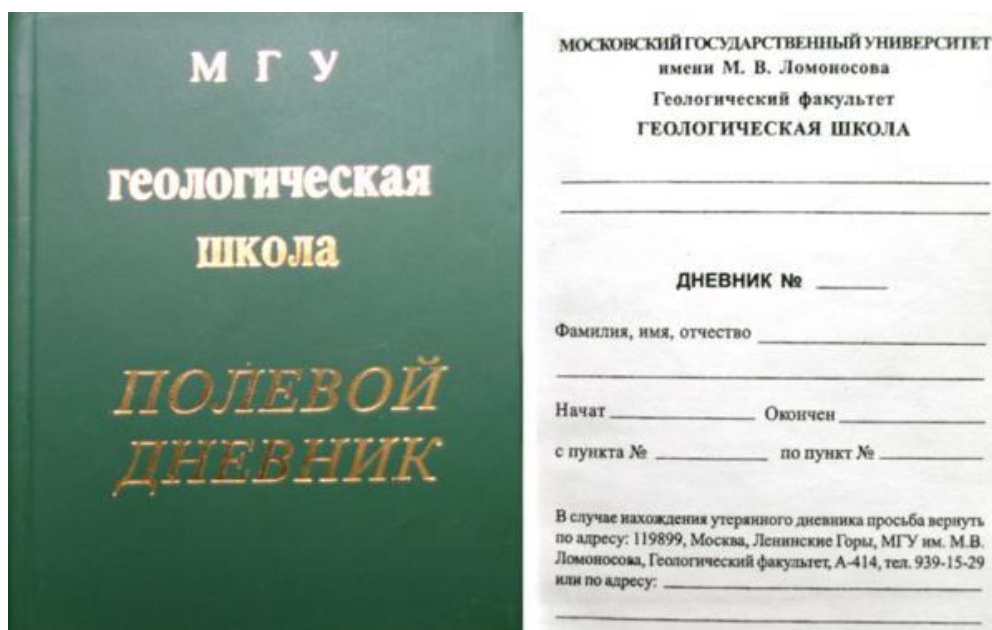 МГУ
геологическая
школа
ПОЛЕВОЙ
ДНЕВНИК
МОСКОВСКИЙ ГОСУДАРСТВЕННЫЙ УНИВЕРСИТЕТ
имени М. В. Ломоносова
Геологический факультет
ГЕОЛОГИЧЕСКАЯ ШКОЛА
ДНЕВНИК №
Фамилия, имя, отчество
Начат Окончен
с пункта № по пункт №
В случае нахождения утерянного дневника просьба вернуть
по адресу: 119899, Москва, Ленинские Горы, МГУ им. М.В.
Ломоносова, Геологический факультет, А-414, тел. 939-15-29
или по адресу: